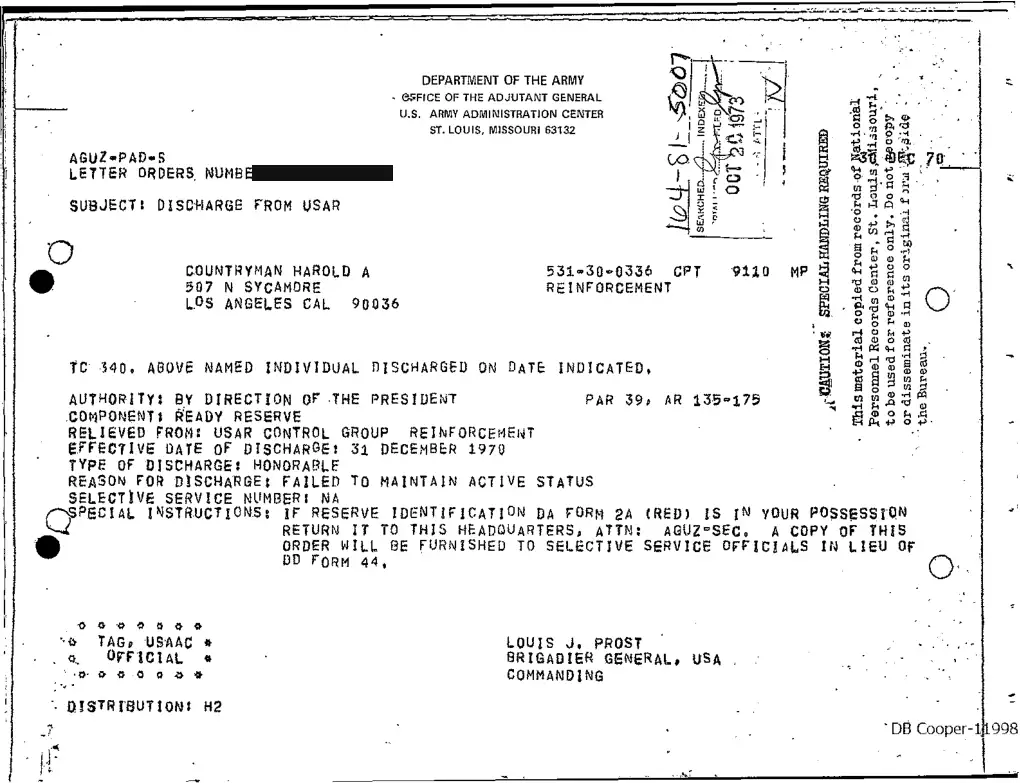 DEPARTMENT OF THE ARMY
OFFICE OF THE ADJUTANT GENERAL
U.S. ARMY ADMINISTRATION CENTER
ST. LOUIS, MISSOURI 63132
164-81-5007
SEARCHED INDEXED
FILED
OCT 26 1973
N
AGUZ-PAD-S
LETTER ORDERS NUMBE
70
SUBJECT: DISCHARGE FROM USAR
COUNTRYMAN HAROLD A
507 N SYCAMORE
LOS ANGELES CAL 90036
531-30-0336 CPT 9110 MP
REINFORCEMENT
CAUTION: SPECIAL HANDLING REQUIRED
This material copied from records of National
Personnel Records Center, St. Louis, Missouri,
to be used for reference only. Do not recopy
or disseminate in its original form outside
the Bureau.
TC 340. ABOVE NAMED INDIVIDUAL DISCHARGED ON DATE INDICATED.
AUTHORITY: BY DIRECTION OF THE PRESIDENT PAR 39, AR 135-175
COMPONENT: READY RESERVE
RELIEVED FROM: USAR CONTROL GROUP REINFORCEMENT
EFFECTIVE DATE OF DISCHARGE: 31 DECEMBER 1970
TYPE OF DISCHARGE: HONORABLE
REASON FOR DISCHARGE: FAILED TO MAINTAIN ACTIVE STATUS
SELECTIVE SERVICE NUMBER: NA
SPECIAL INSTRUCTIONS: IF RESERVE IDENTIFICATION DA FORM 2A (RED) IS IN YOUR POSSESSION
RETURN IT TO THIS HEADQUARTERS, ATTN: AGUZ-SEC. A COPY OF THIS
ORDER WILL BE FURNISHED TO SELECTIVE SERVICE OFFICIALS IN LIEU OF
DD FORM 44.
* * * * * * *
* TAG, USAAC *
* OFFICIAL *
* * * * * * *
LOUIS J. PROST
BRIGADIER GENERAL, USA
COMMANDING
DISTRIBUTION: H2
DB Cooper-11998